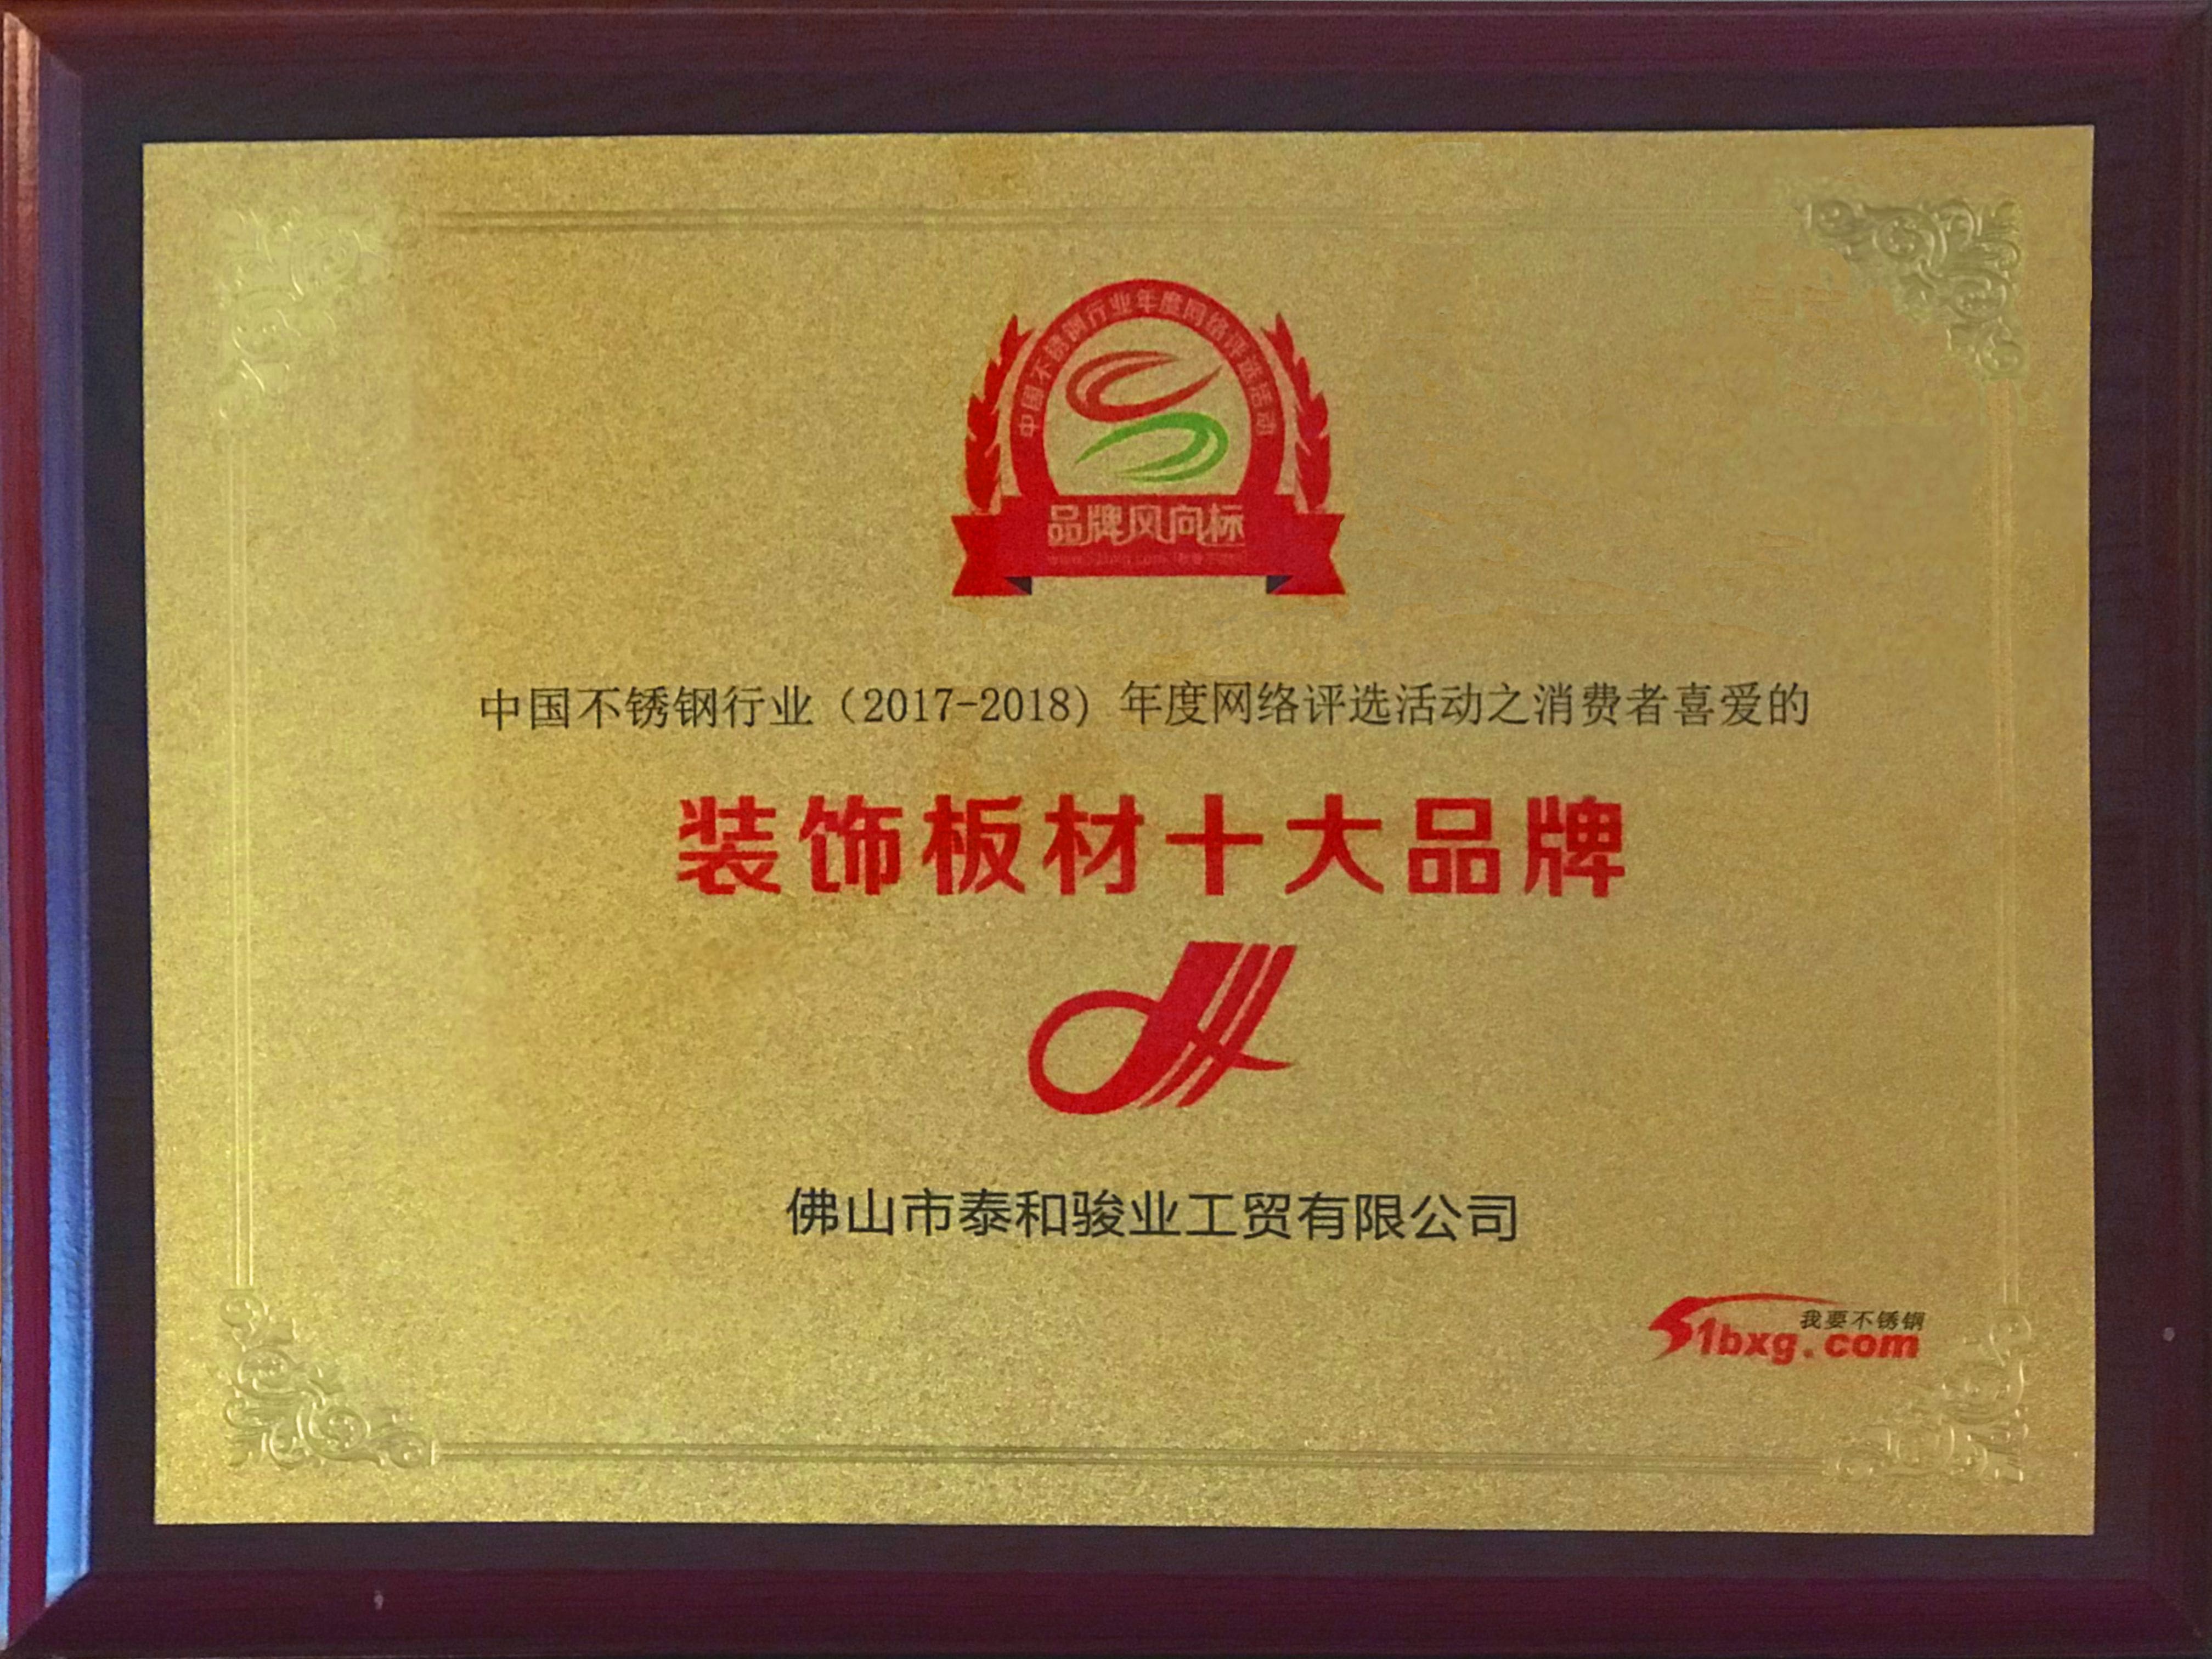 中国不锈钢行业年度网络评选活动
品牌风向标
中国不锈钢行业（2017-2018）年度网络评选活动之消费者喜爱的
装饰板材十大品牌
佛山市泰和骏业工贸有限公司
我要不锈钢
51bxg.com